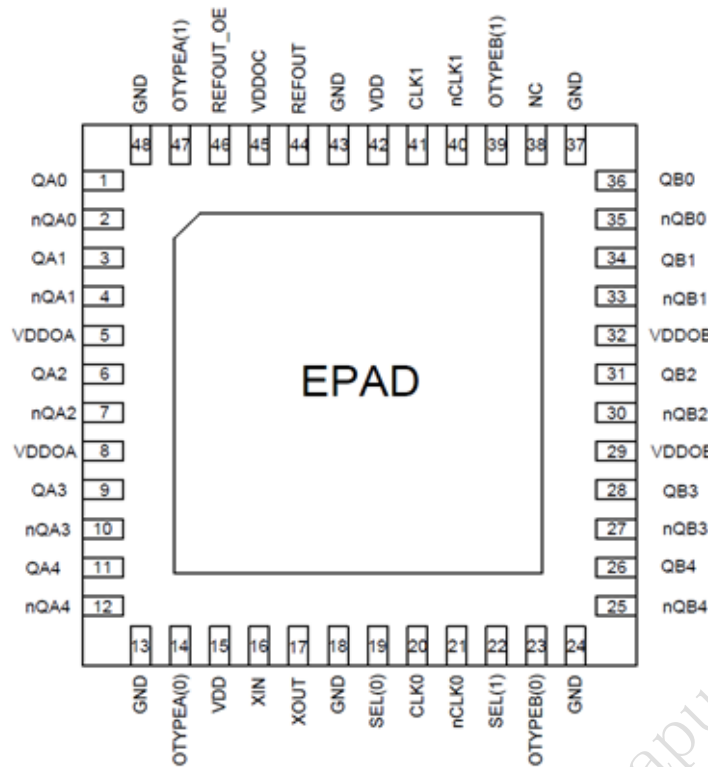 GND OTYPEA(1) REFOUT_OE VDDOC REFOUT GND VDD CLK1 nCLK1 OTYPEB(1) NC GND
48 47 46 45 44 43 42 41 40 39 38 37
QA0 1 36 QB0
nQA0 2 35 nQB0
QA1 3 34 QB1
nQA1 4 33 nQB1
VDDOA 5 32 VDDOB
QA2 6 31 QB2
EPAD
nQA2 7 30 nQB2
VDDOA 8 29 VDDOB
QA3 9 28 QB3
nQA3 10 27 nQB3
QA4 11 26 QB4
nQA4 12 25 nQB4
13 14 15 16 17 18 19 20 21 22 23 24
GND OTYPEA(0) VDD XIN XOUT GND SEL(0) CLK0 nCLK0 SEL(1) OTYPEB(0) GND